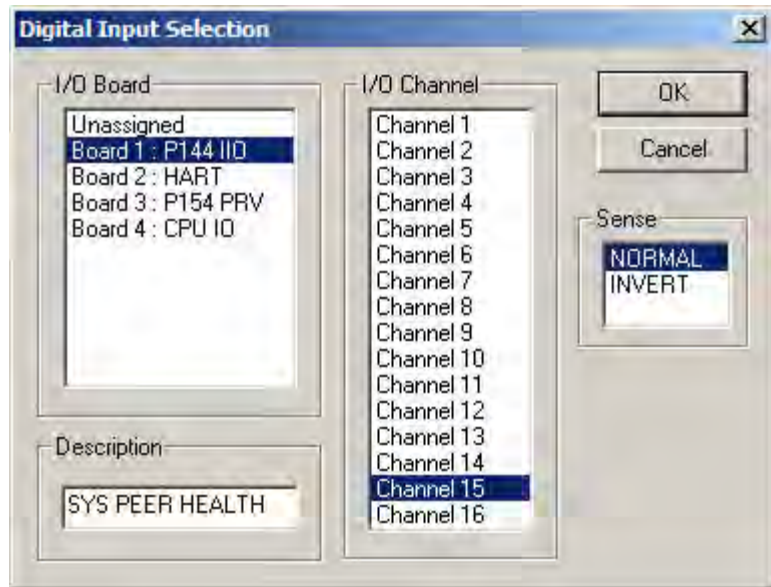 Digital Input Selection
I/O Board
Unassigned
Board 1 : P144 IIO
Board 2 : HART
Board 3 : P154 PRV
Board 4 : CPU IO
I/O Channel
Channel 1
Channel 2
Channel 3
Channel 4
Channel 5
Channel 6
Channel 7
Channel 8
Channel 9
Channel 10
Channel 11
Channel 12
Channel 13
Channel 14
Channel 15
Channel 16
OK
Cancel
Sense
NORMAL
INVERT
Description
SYS PEER HEALTH